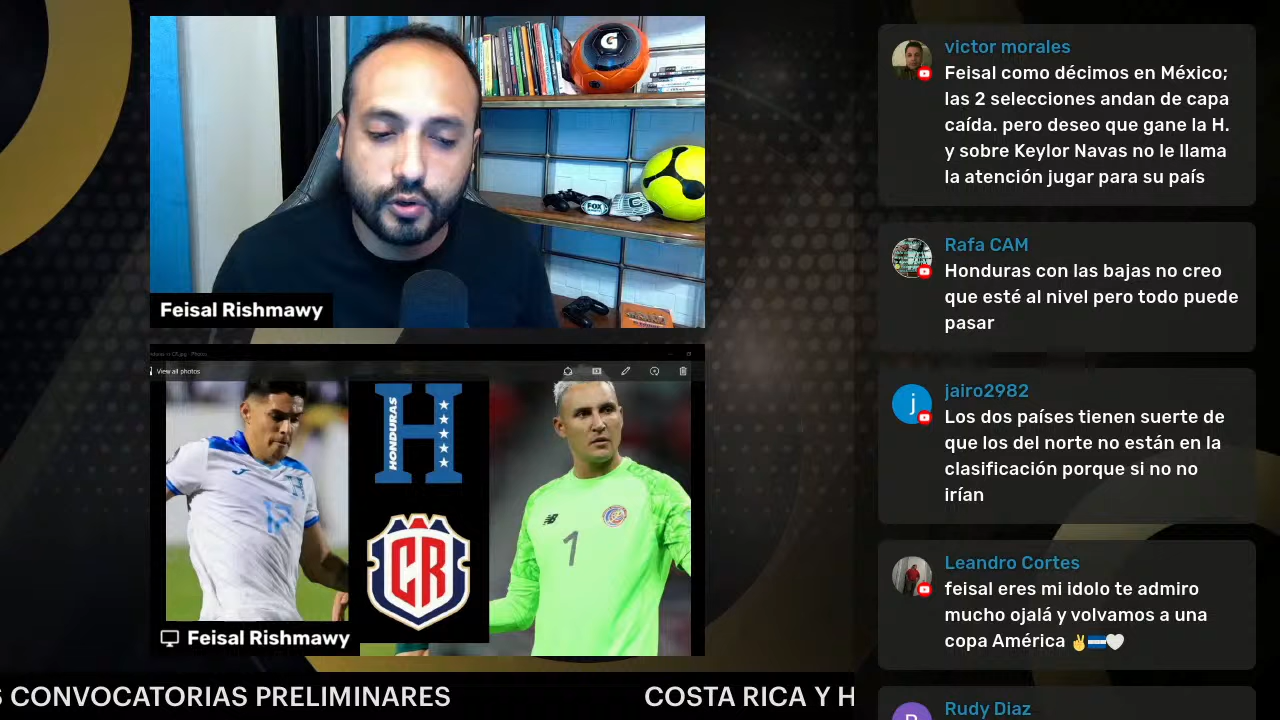 G
FOX
Feisal Rishmawy
View all photos
HONDURAS
H
17
CR
1
Feisal Rishmawy
victor morales
Feisal como décimos en México;
las 2 selecciones andan de capa
caída. pero deseo que gane la H.
y sobre Keylor Navas no le llama
la atención jugar para su país
Rafa CAM
Honduras con las bajas no creo
que esté al nivel pero todo puede
pasar
j
jairo2982
Los dos países tienen suerte de
que los del norte no están en la
clasificación porque si no no
irían
Leandro Cortes
feisal eres mi idolo te admiro
mucho ojalá y volvamos a una
copa América ✌️🇭🇳🤍
Rudy Diaz
S CONVOCATORIAS PRELIMINARES
COSTA RICA Y H